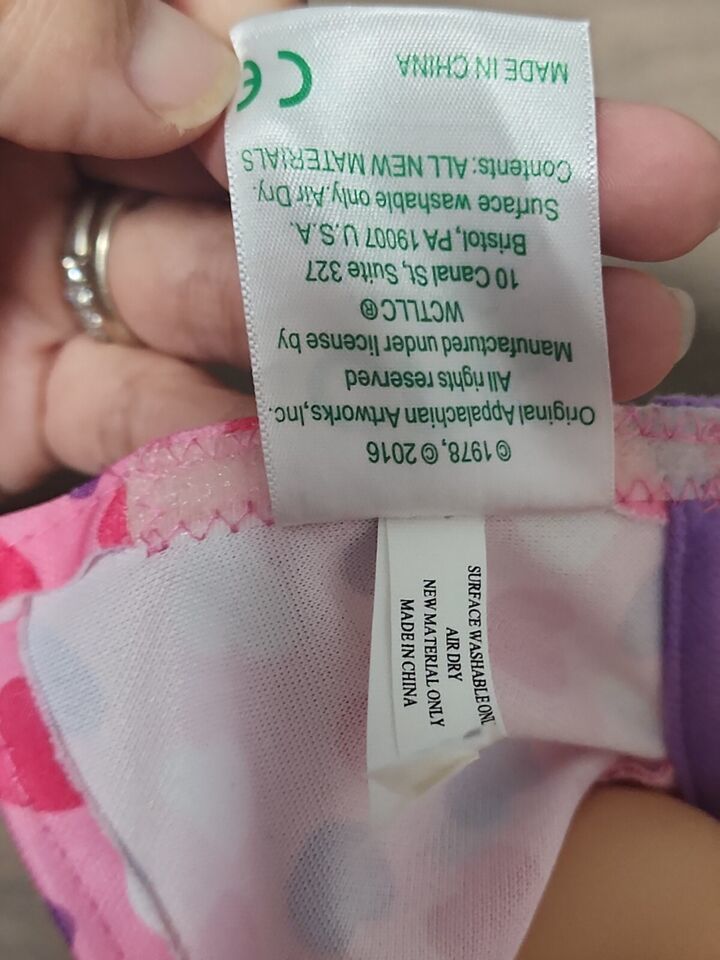 ©1978, © 2016
Original Appalachian Artworks,Inc.
All rights reserved
Manufactured under license by
WCTLLC®
10 Canal St, Suite 327
Bristol, PA 19007 U.S.A.
Surface washable only. Air Dry.
Contents: ALL NEW MATERIALS
MADE IN CHINA
CE
SURFACE WASHABLE ONL
AIR DRY
NEW MATERIAL ONLY
MADE IN CHINA